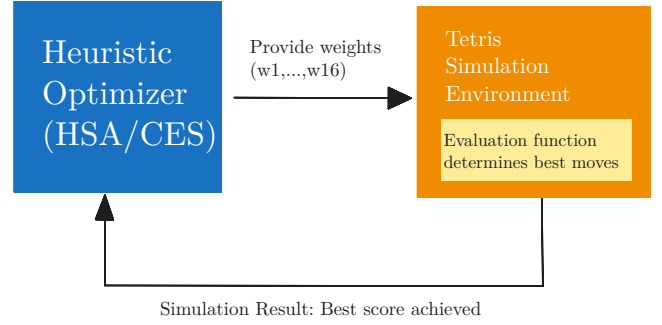 Heuristic
Optimizer
(HSA/CES)
Provide weights
(w1,...,w16)
Tetris
Simulation
Environment
Evaluation function
determines best moves
Simulation Result: Best score achieved